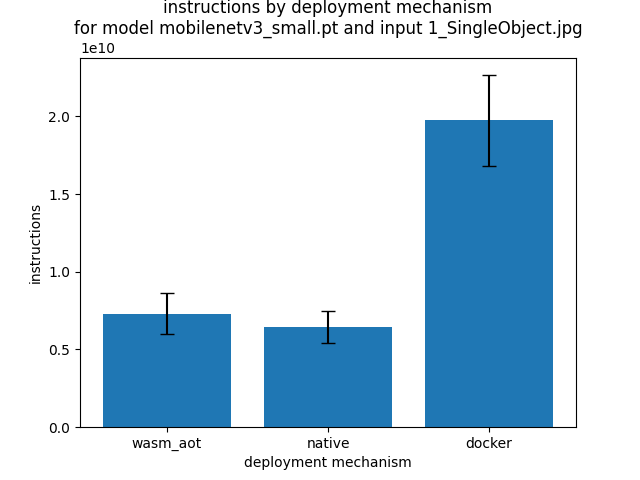 instructions by deployment mechanism
for model mobilenetv3_small.pt and input 1_SingleObject.jpg
1e10
2.0
1.5
1.0
0.5
0.0
instructions
wasm_aot native docker
deployment mechanism